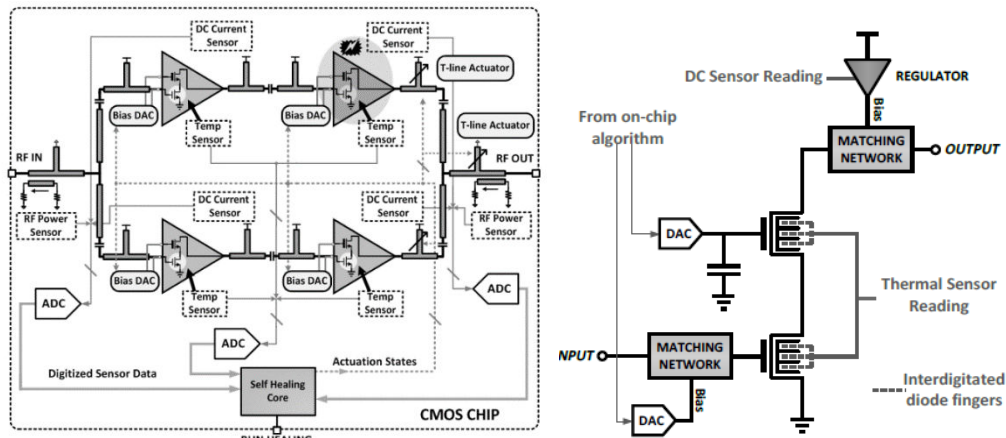 DC Current
Sensor
DC Current
Sensor
T-line Actuator
Bias DAC
Temp
Sensor
Bias DAC
Temp
Sensor
T-line Actuator
RF IN
RF OUT
RF Power
Sensor
DC Current
Sensor
DC Current
Sensor
RF Power
Sensor
Bias DAC
Temp
Sensor
Bias DAC
Temp
Sensor
ADC
ADC
ADC
Digitized Sensor Data
Actuation States
Self Healing
Core
CMOS CHIP
DC Sensor Reading
REGULATOR
Bias
From on-chip
algorithm
MATCHING
NETWORK
OUTPUT
DAC
Thermal Sensor
Reading
NPUT
MATCHING
NETWORK
Bias
DAC
Interdigitated
diode fingers